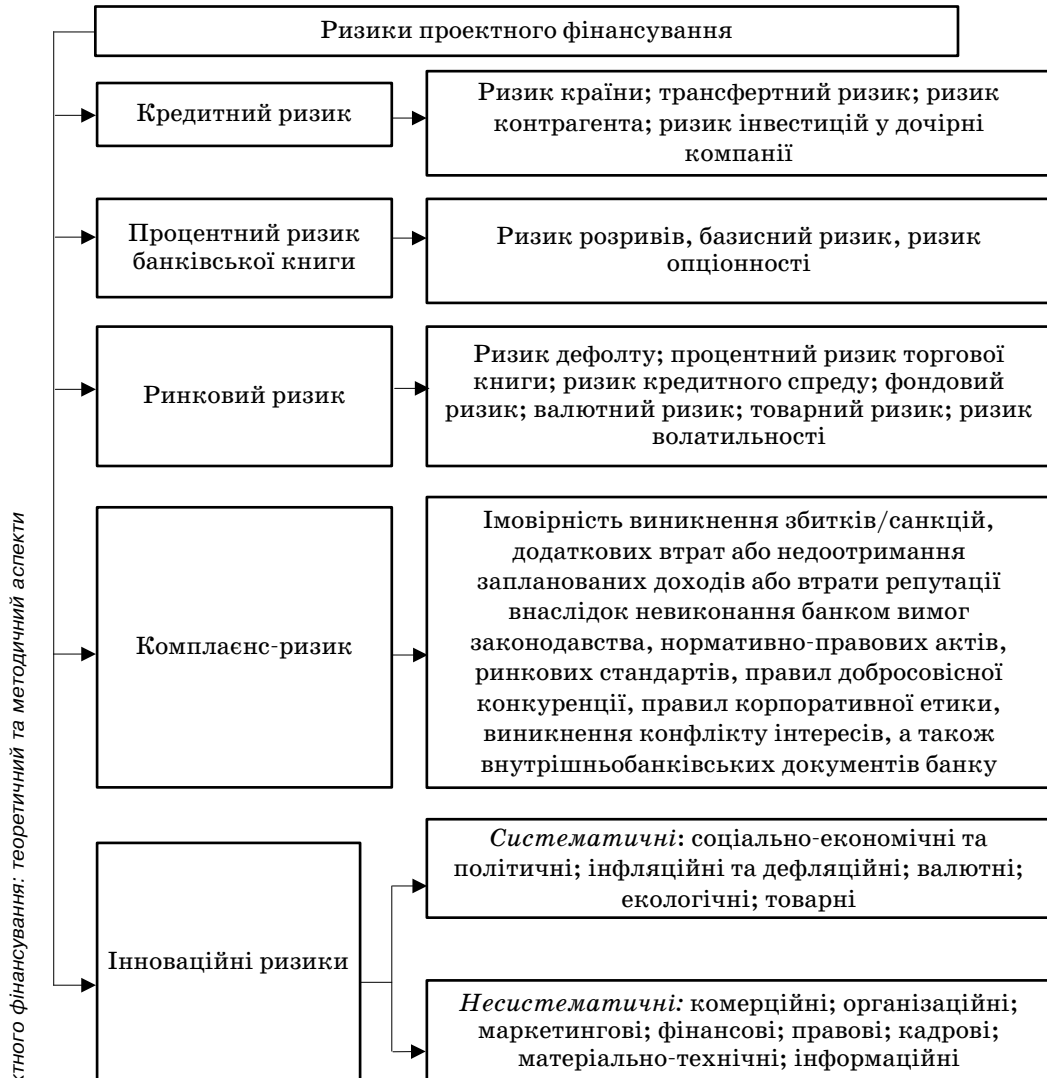 Ризики проектного фінансування
Кредитний ризик
Ризик країни; трансфертний ризик; ризик
контрагента; ризик інвестицій у дочірні
компанії
Процентний ризик
банківської книги
Ризик розривів, базисний ризик, ризик
опціонності
Ринковий ризик
Ризик дефолту; процентний ризик торгової
книги; ризик кредитного спреду; фондовий
ризик; валютний ризик; товарний ризик; ризик
волатильності
Комплаєнс-ризик
Імовірність виникнення збитків/санкцій,
додаткових втрат або недоотримання
запланованих доходів або втрати репутації
внаслідок невиконання банком вимог
законодавства, нормативно-правових актів,
ринкових стандартів, правил добросовісної
конкуренції, правил корпоративної етики,
виникнення конфлікту інтересів, а також
внутрішньобанківських документів банку
Інноваційні ризики
Систематичні: соціально-економічні та
політичні; інфляційні та дефляційні; валютні;
екологічні; товарні
Несистематичні: комерційні; організаційні;
маркетингові; фінансові; правові; кадрові;
матеріально-технічні; інформаційні
фінансування: теоретичний та методичний аспекти